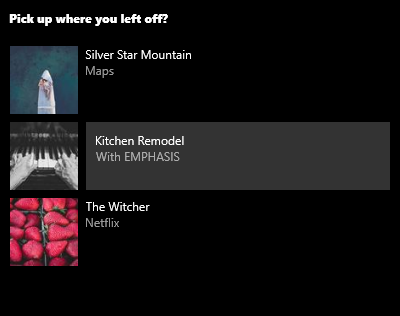 Pick up where you left off?
Silver Star Mountain
Maps
Kitchen Remodel
With EMPHASIS
The Witcher
Netflix